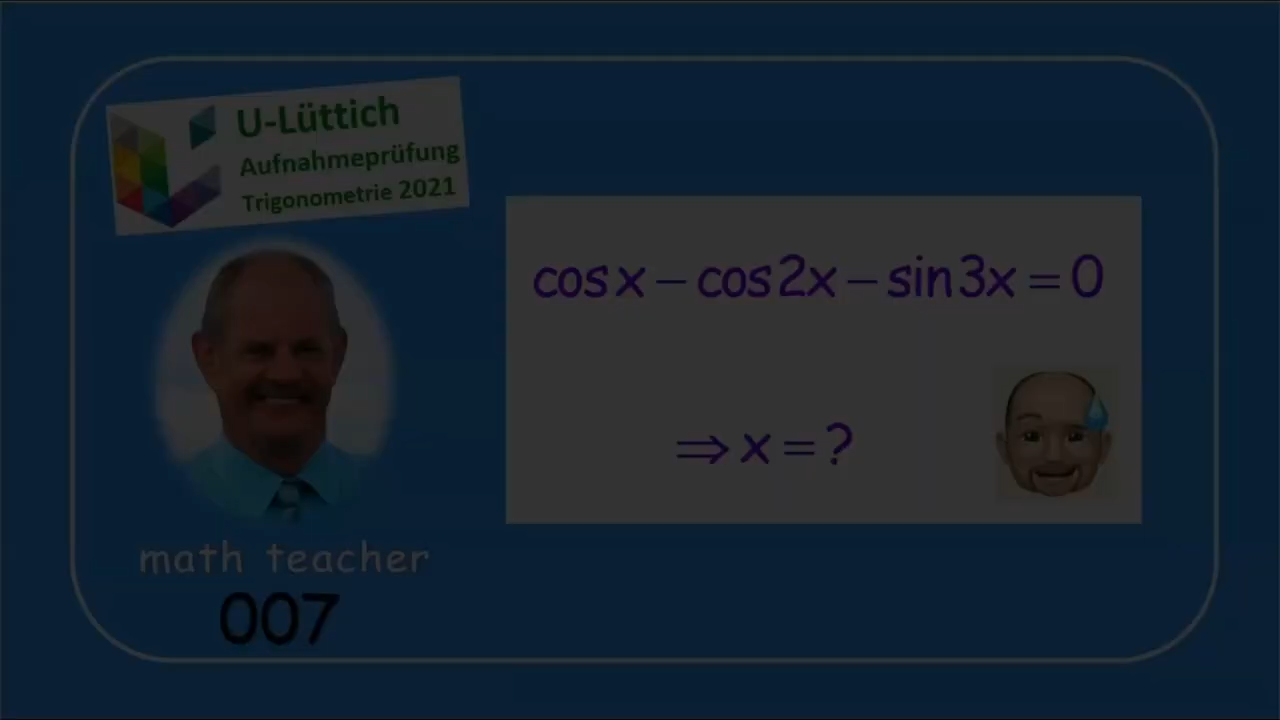 U-Lüttich
Aufnahmeprüfung
Trigonometrie 2021
cos x – cos 2x – sin 3x = 0
⇒ x = ?
math teacher
007